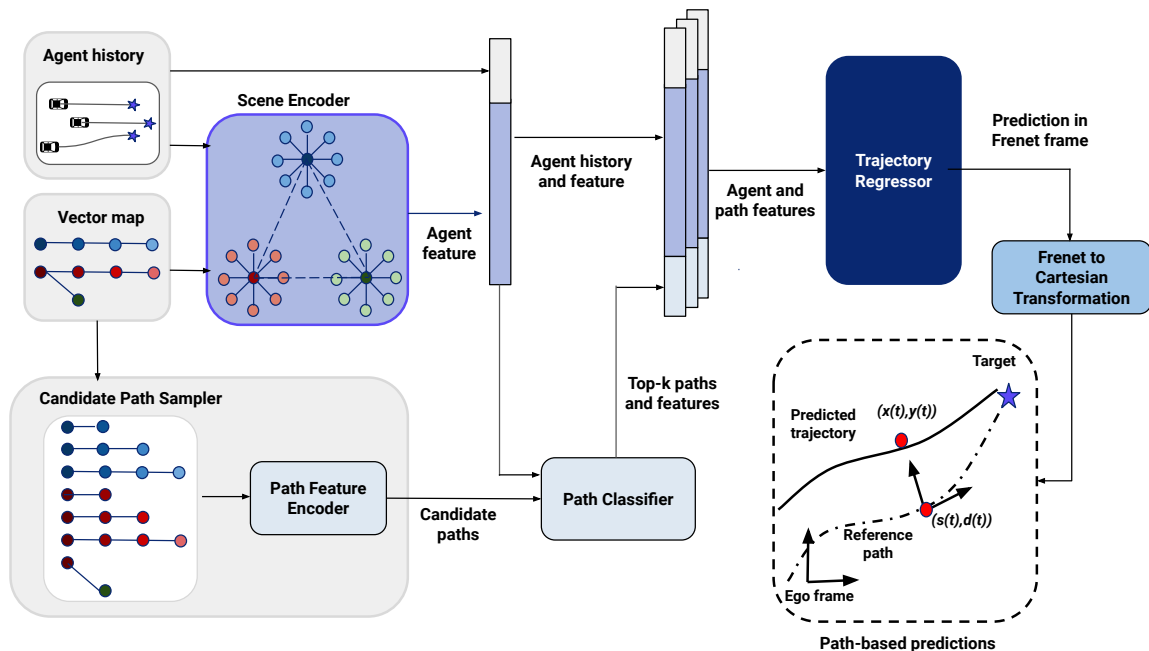 Agent history
Scene Encoder
Vector map
Agent
feature
Agent history
and feature
Agent and
path features
Trajectory
Regressor
Prediction in
Frenet frame
Frenet to
Cartesian
Transformation
Candidate Path Sampler
Path Feature
Encoder
Candidate
paths
Path Classifier
Top-k paths
and features
Target
Predicted
trajectory
(x(t),y(t))
(s(t),d(t))
Reference
path
Ego frame
Path-based predictions